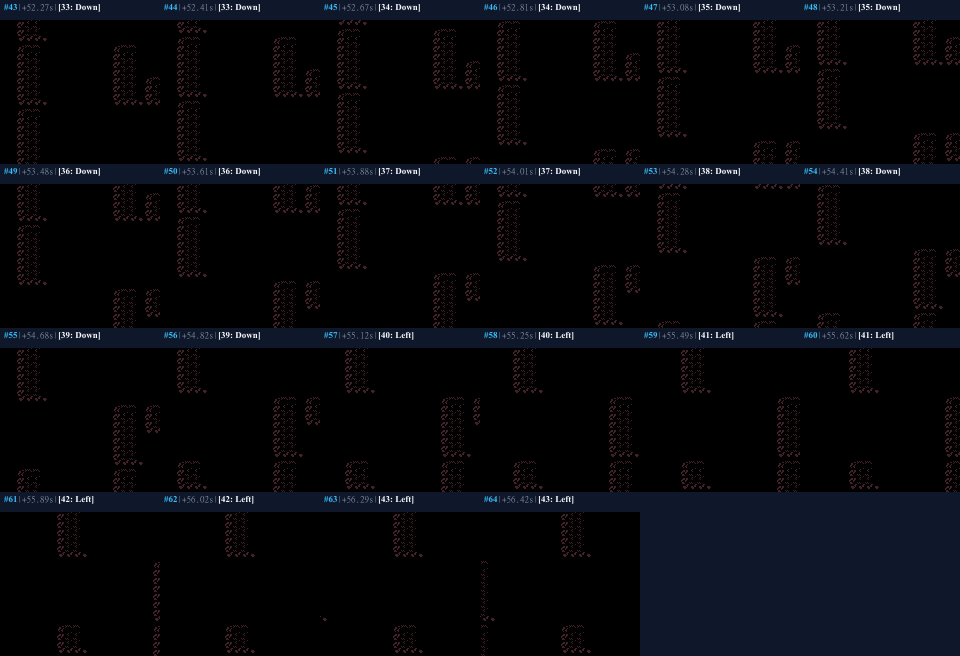 #43|+52.27s|[33: Down] #44|+52.41s|[33: Down] #45|+52.67s|[34: Down] #46|+52.81s|[34: Down] #47|+53.08s|[35: Down] #48|+53.21s|[35: Down]
#49|+53.48s|[36: Down] #50|+53.61s|[36: Down] #51|+53.88s|[37: Down] #52|+54.01s|[37: Down] #53|+54.28s|[38: Down] #54|+54.41s|[38: Down]
#55|+54.68s|[39: Down] #56|+54.82s|[39: Down] #57|+55.12s|[40: Left] #58|+55.25s|[40: Left] #59|+55.49s|[41: Left] #60|+55.62s|[41: Left]
#61|+55.89s|[42: Left] #62|+56.02s|[42: Left] #63|+56.29s|[43: Left] #64|+56.42s|[43: Left]